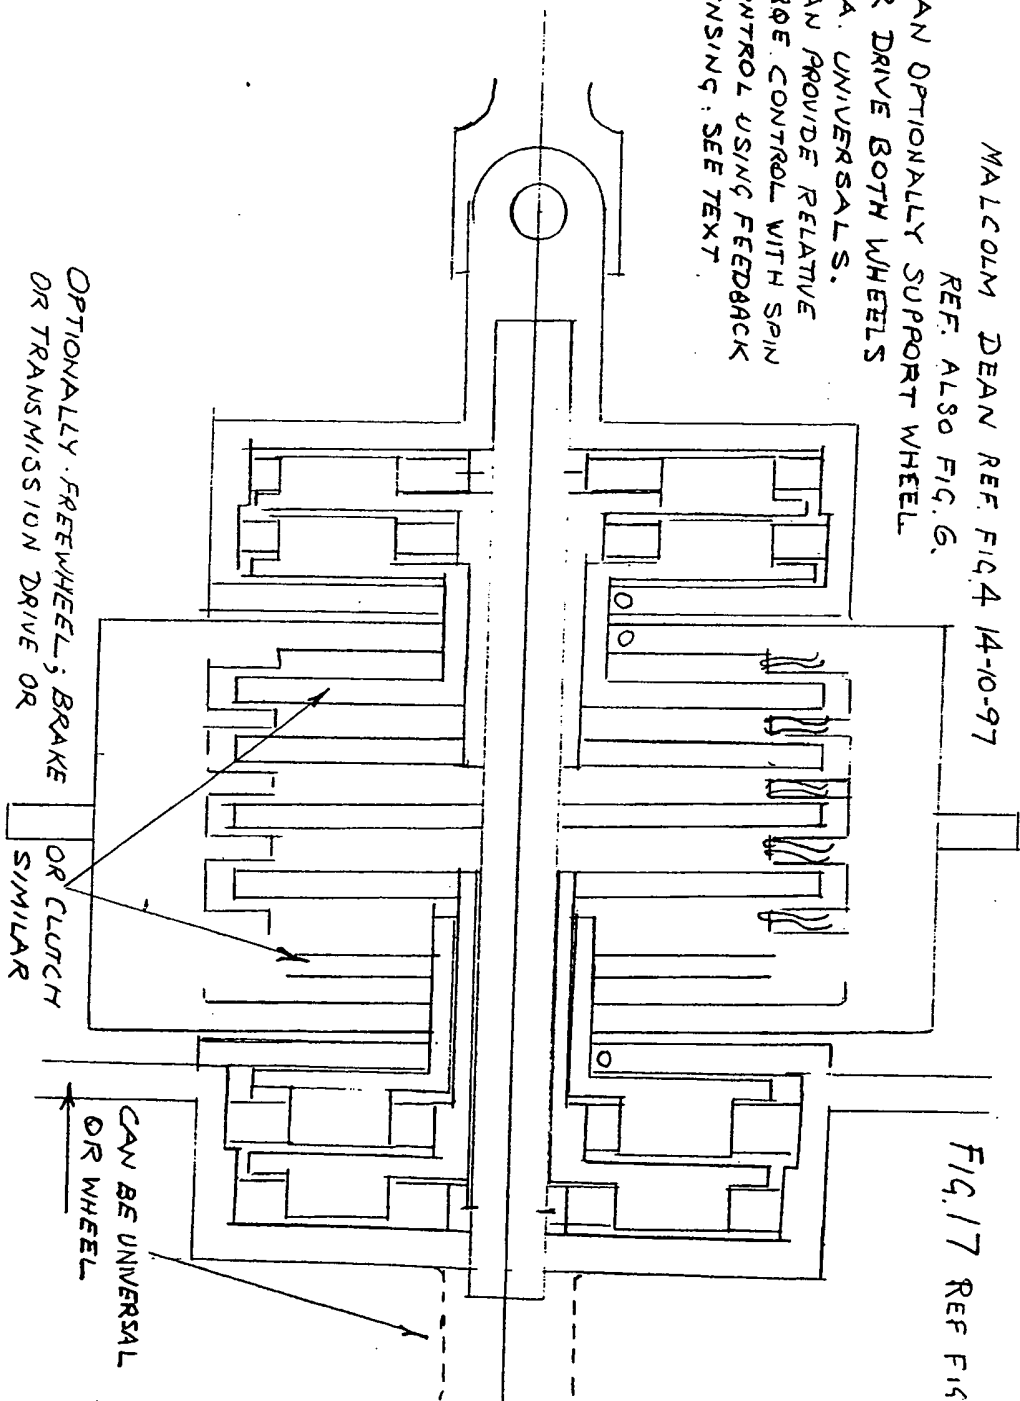 MALCOLM DEAN REF. FIG 4 14-10-97
REF. ALSO FIG. 6.
AN OPTIONALLY SUPPORT WHEEL
R DRIVE BOTH WHEELS
A. UNIVERSALS.
AN PROVIDE RELATIVE
RQE. CONTROL WITH SPIN
ONTROL USING FEEDBACK
ENSING. SEE TEXT
FIG. 17 REF FIG
OPTIONALLY FREEWHEEL; BRAKE OR CLUTCH
OR TRANSMISSION DRIVE OR SIMILAR
CAN BE UNIVERSAL
OR WHEEL